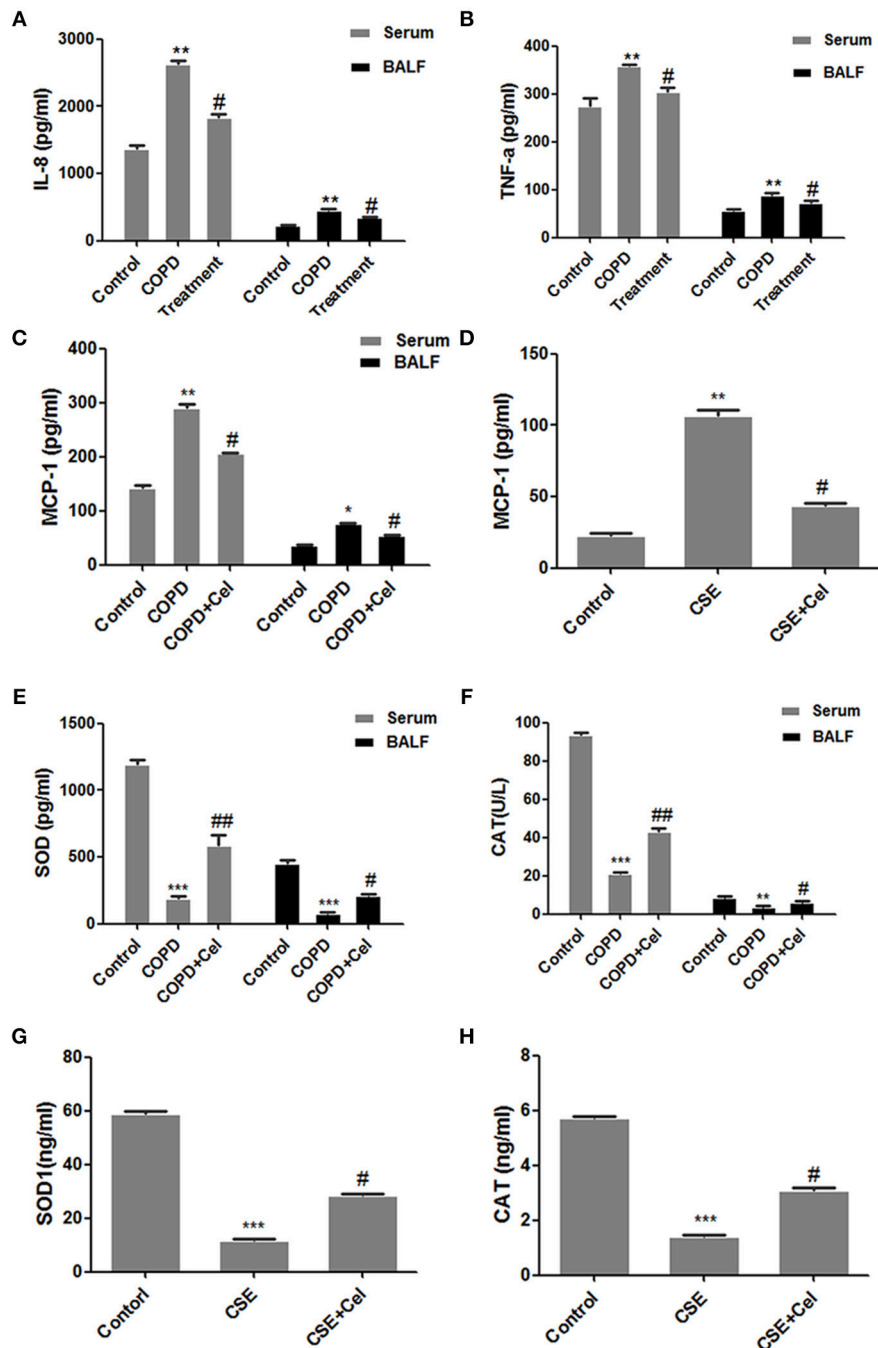 A
IL-8 (pg/ml)
3000
2000
1000
0
**
#
**
#
Control
COPD
Treatment
Control
COPD
Treatment
Serum
BALF
B
TNF-a (pg/ml)
400
300
200
100
0
**
#
**
#
Control
COPD
Treatment
Control
COPD
Treatment
Serum
BALF
C
MCP-1 (pg/ml)
400
300
200
100
0
**
#
*
#
Control
COPD
COPD+Cel
Control
COPD
COPD+Cel
Serum
BALF
D
MCP-1 (pg/ml)
150
100
50
0
**
#
Control
CSE
CSE+Cel
E
SOD (pg/ml)
1500
1000
500
0
***
##
***
#
Control
COPD
COPD+Cel
Control
COPD
COPD+Cel
Serum
BALF
F
CAT(U/L)
100
80
60
40
20
0
***
##
**
#
Control
COPD
COPD+Cel
Control
COPD
COPD+Cel
Serum
BALF
G
SOD1(ng/ml)
80
60
40
20
0
***
#
Contorl
CSE
CSE+Cel
H
CAT (ng/ml)
8
6
4
2
0
***
#
Control
CSE
CSE+Cel